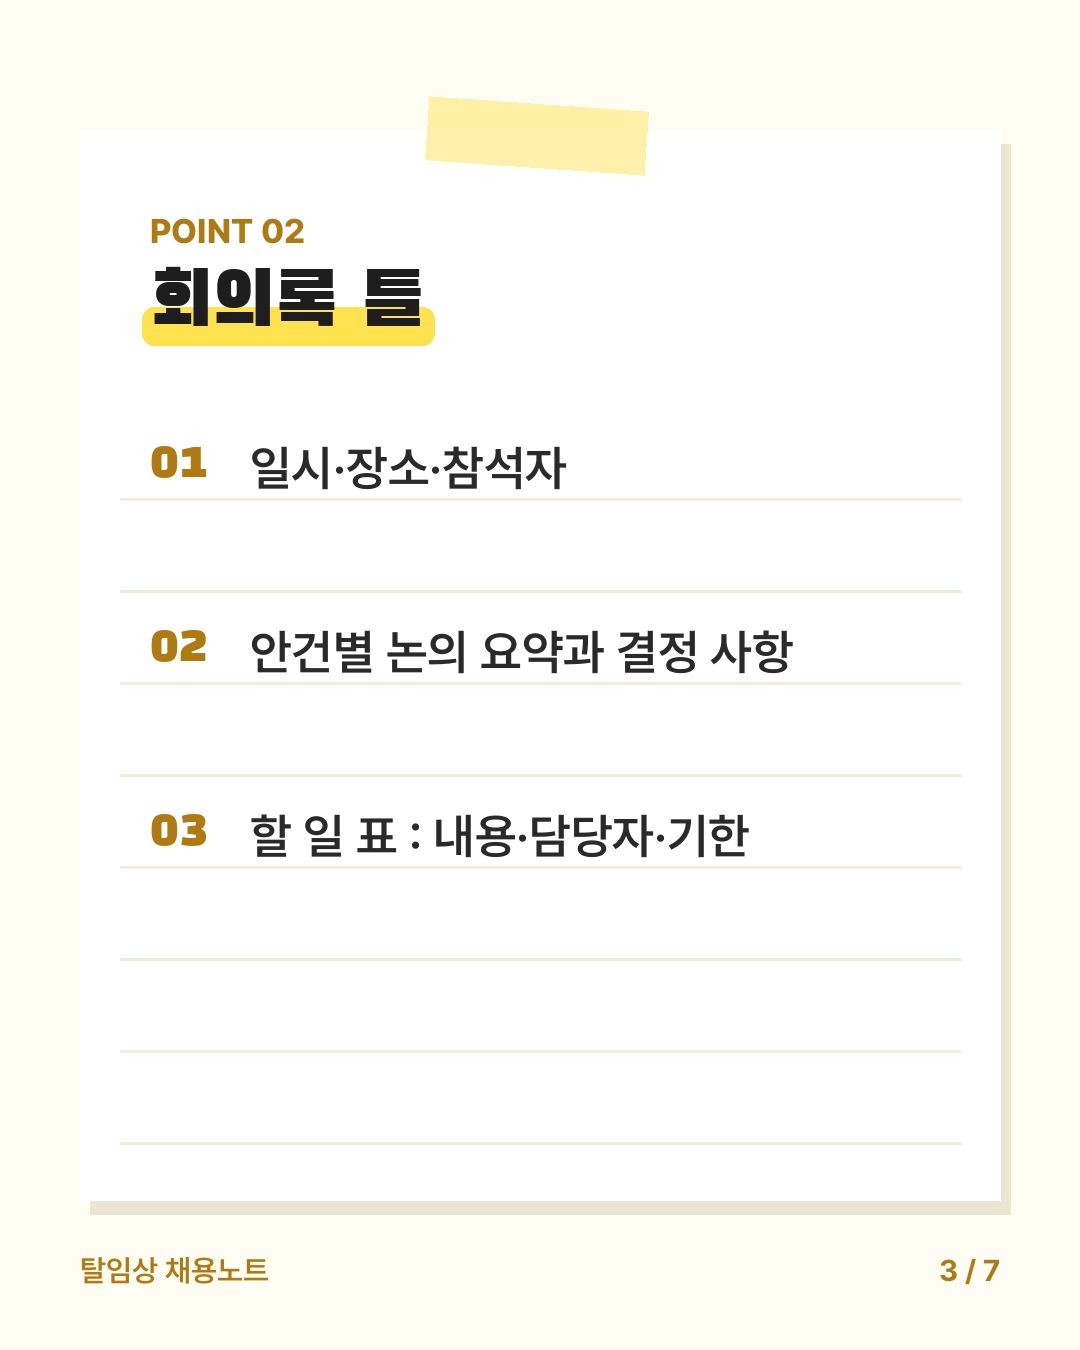 POINT 02
회의록 틀
01 일시·장소·참석자
02 안건별 논의 요약과 결정 사항
03 할 일 표 : 내용·담당자·기한
탈임상 채용노트
3 / 7